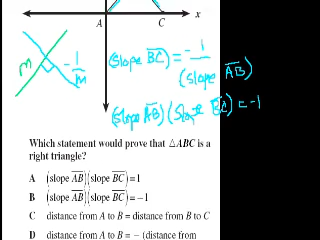 A C x
m -1/m (slope BC) = -1/(slope AB)
(slope AB) (slope BC) = -1
Which statement would prove that △ABC is a
right triangle?
A (slope AB)(slope BC) = 1
B (slope AB)(slope BC) = -1
C distance from A to B = distance from B to C
D distance from A to B = - (distance from